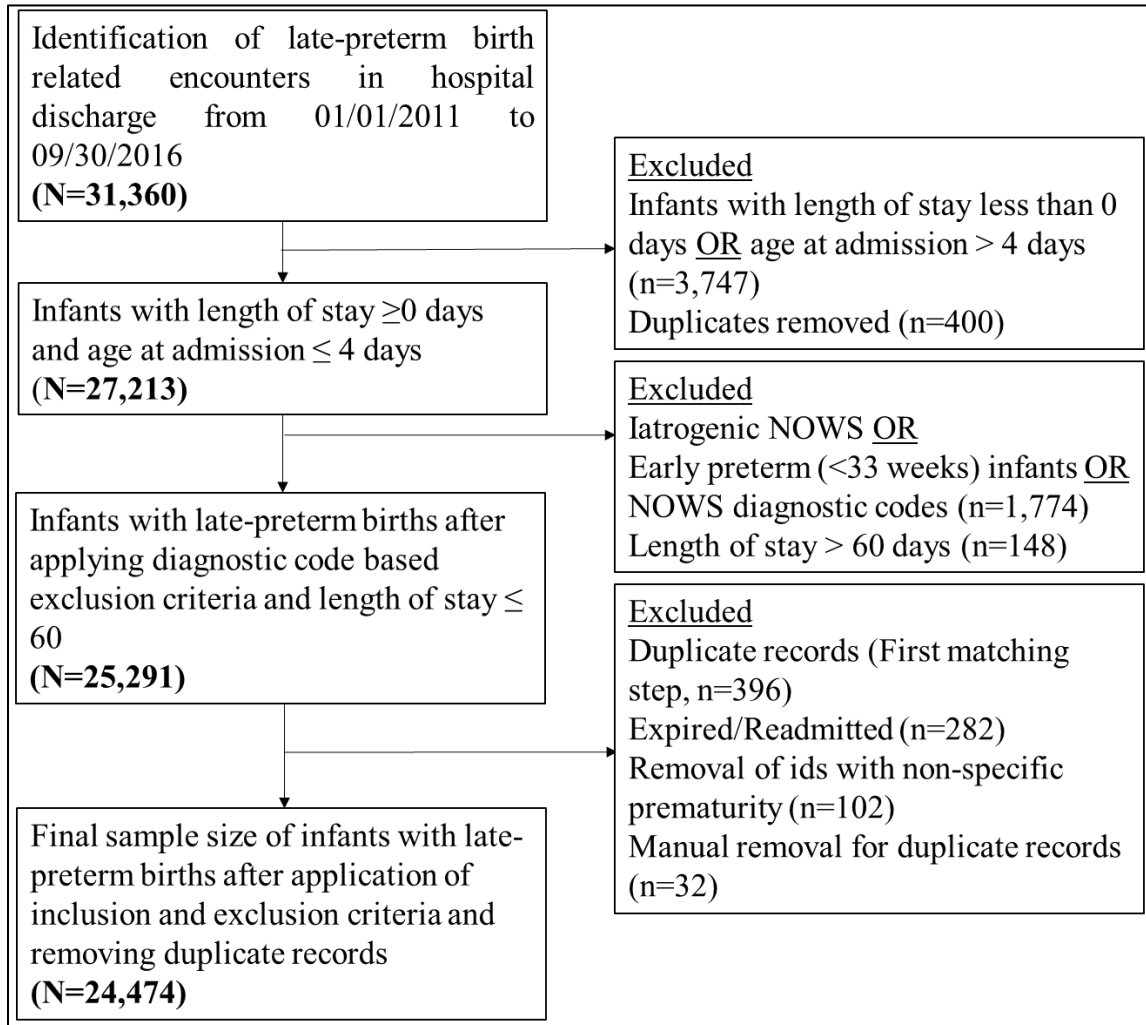 Identification of late-preterm birth
related encounters in hospital
discharge from 01/01/2011 to
09/30/2016
(N=31,360)
Excluded
Infants with length of stay less than 0
days OR age at admission > 4 days
(n=3,747)
Duplicates removed (n=400)
Infants with length of stay ≥0 days
and age at admission ≤ 4 days
(N=27,213)
Excluded
Iatrogenic NOWS OR
Early preterm (<33 weeks) infants OR
NOWS diagnostic codes (n=1,774)
Length of stay > 60 days (n=148)
Infants with late-preterm births after
applying diagnostic code based
exclusion criteria and length of stay ≤
60
(N=25,291)
Excluded
Duplicate records (First matching
step, n=396)
Expired/Readmitted (n=282)
Removal of ids with non-specific
prematurity (n=102)
Manual removal for duplicate records
(n=32)
Final sample size of infants with late-
preterm births after application of
inclusion and exclusion criteria and
removing duplicate records
(N=24,474)